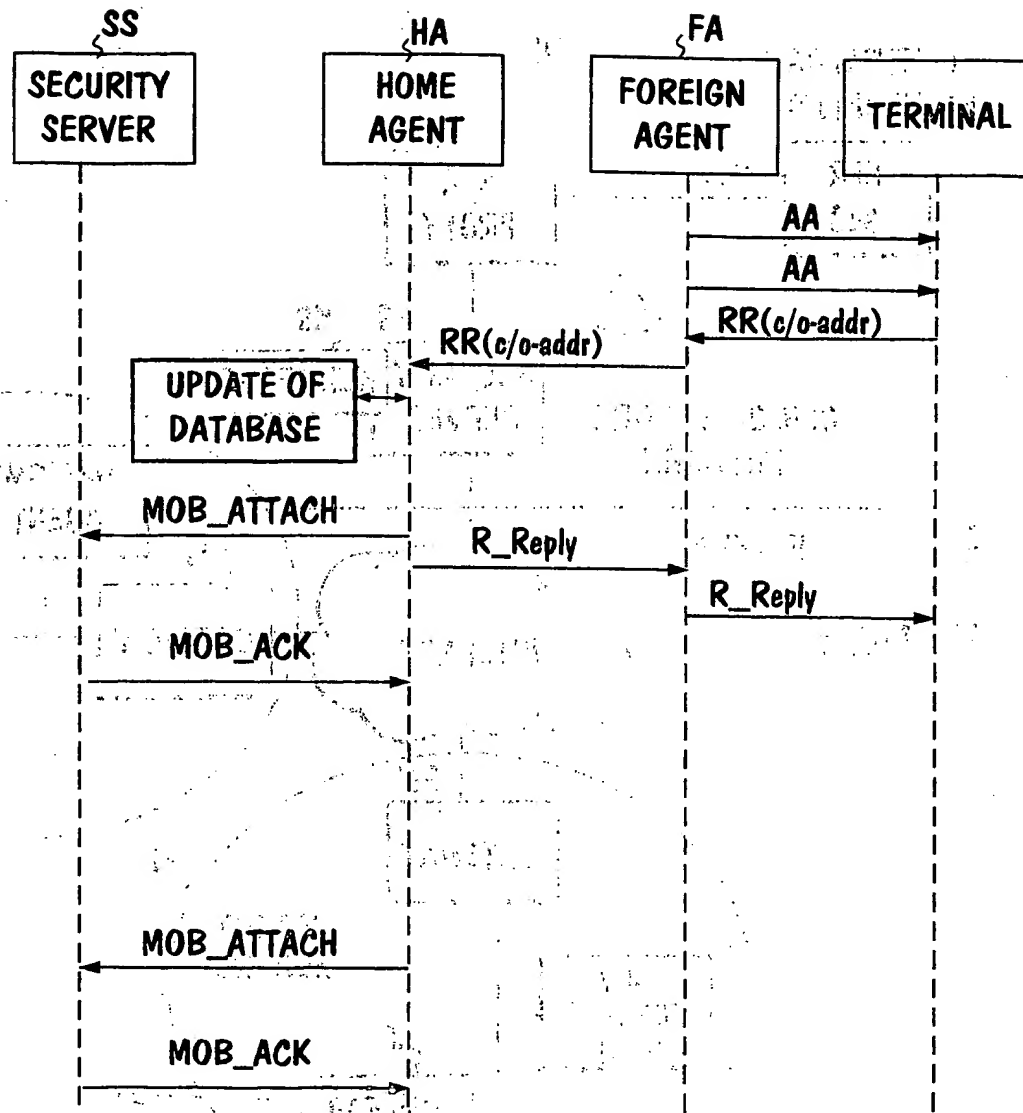 SS
HA
FA
SECURITY
SERVER
HOME
AGENT
FOREIGN
AGENT
TERMINAL
AA
AA
RR(c/o-addr)
RR(c/o-addr)
UPDATE OF
DATABASE
MOB_ATTACH
R_Reply
R_Reply
MOB_ACK
MOB_ATTACH
MOB_ACK